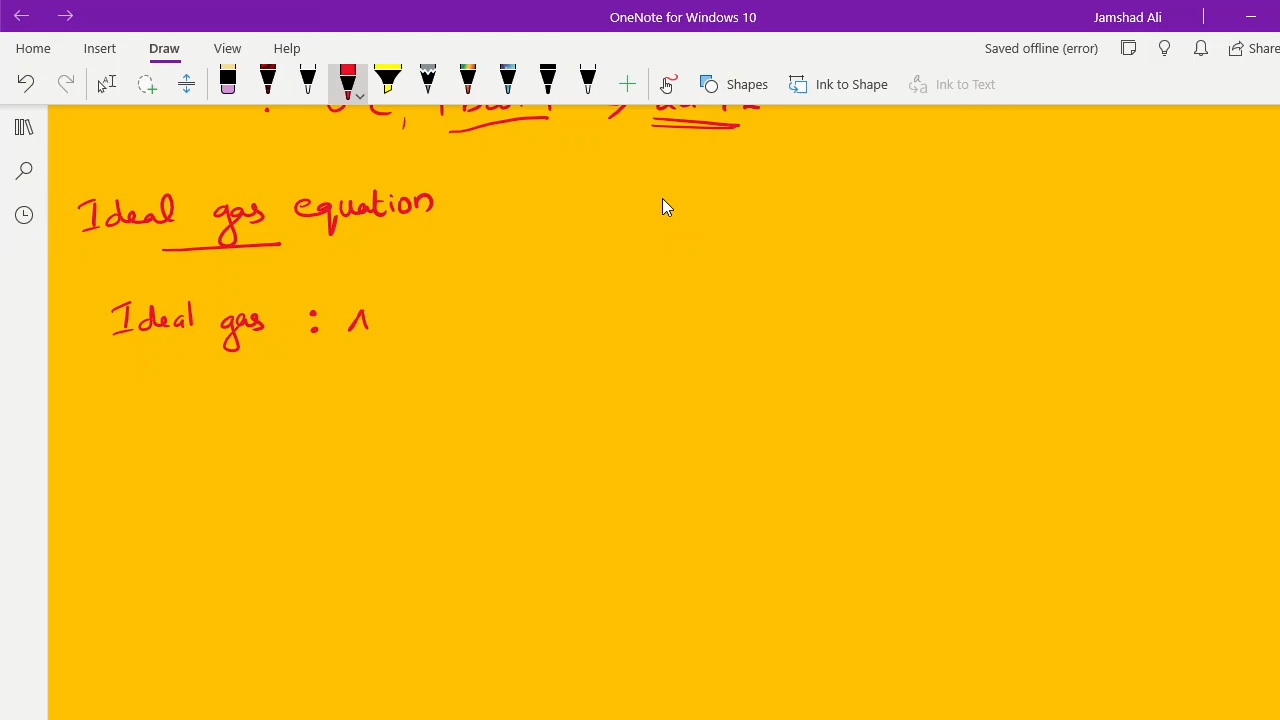 OneNote for Windows 10 Jamshad Ali
Home Insert Draw View Help Saved offline (error) Share
Shapes Ink to Shape Ink to Text
Ideal gas equation
Ideal gas :